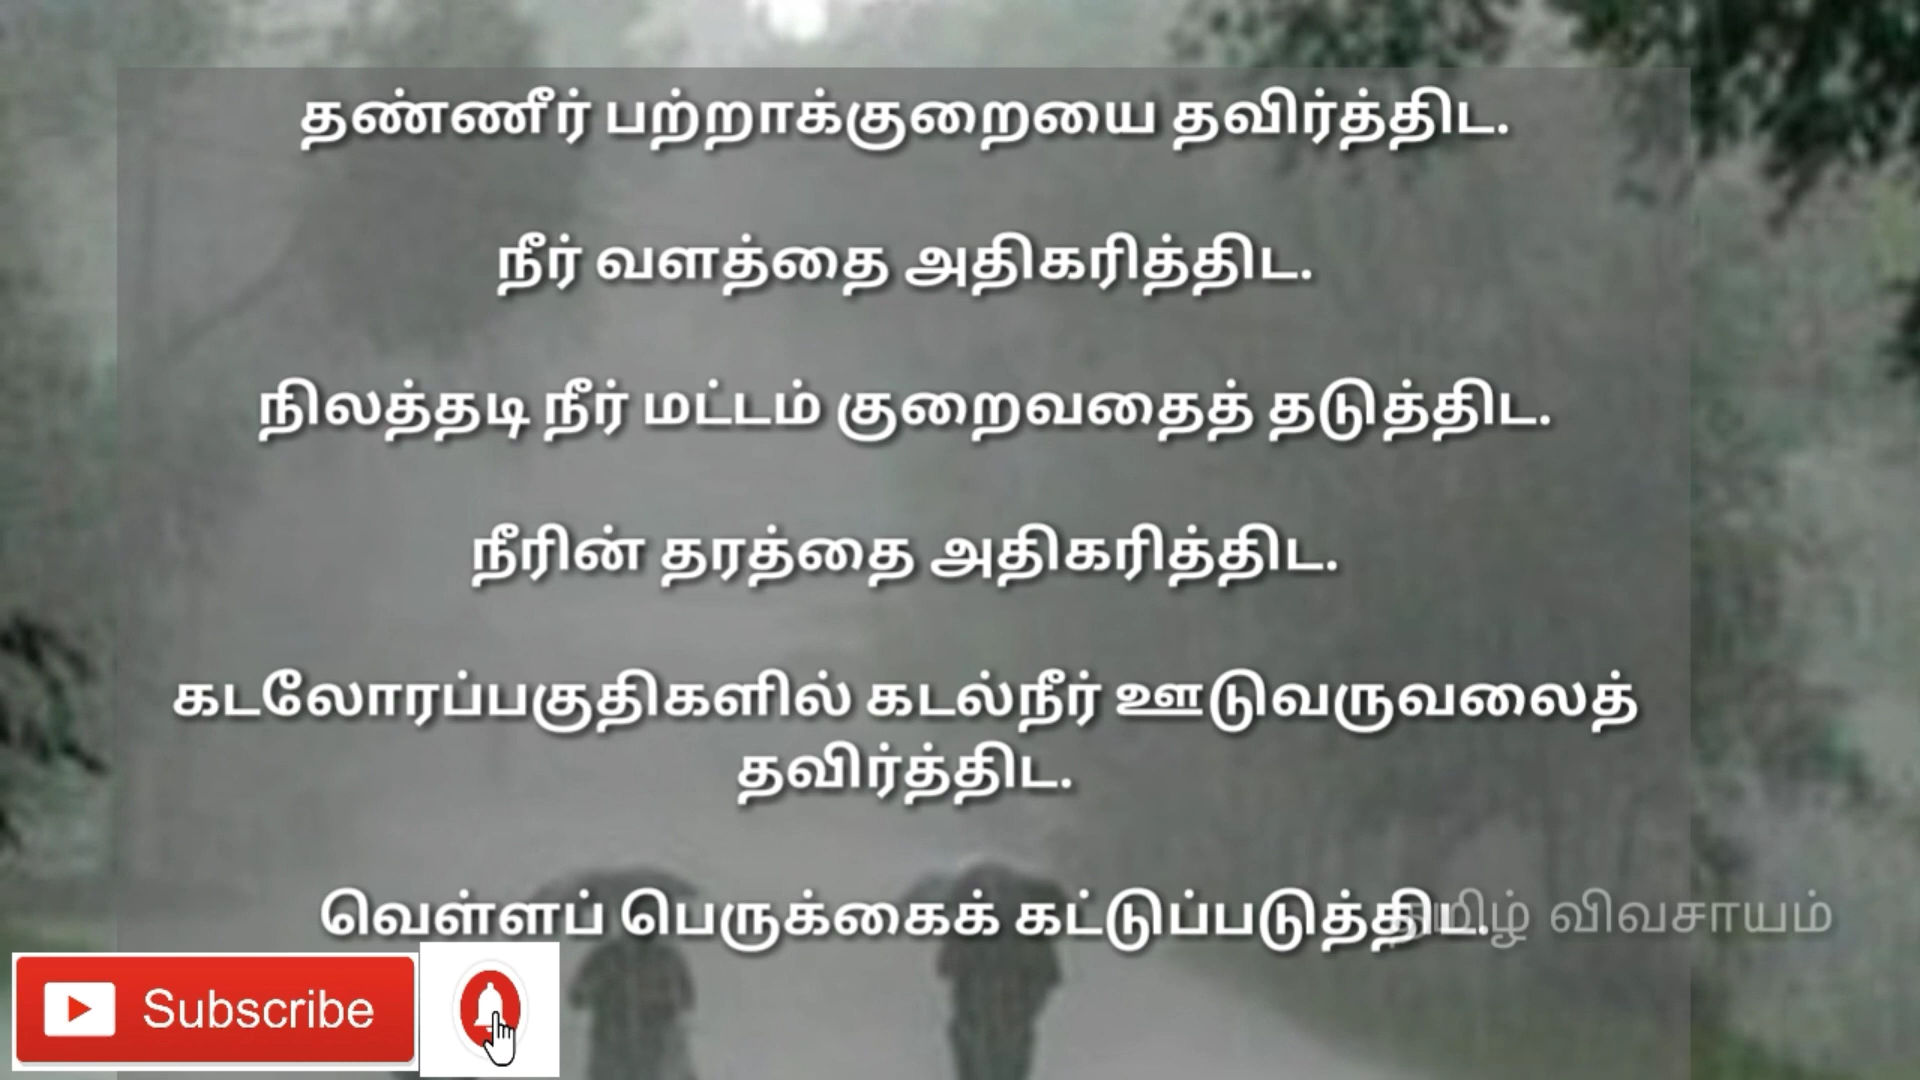 தண்ணீர் பற்றாக்குறையை தவிர்த்திட.
நீர் வளத்தை அதிகரித்திட.
நிலத்தடி நீர் மட்டம் குறைவதைத் தடுத்திட.
நீரின் தரத்தை அதிகரித்திட.
கடலோரப்பகுதிகளில் கடல்நீர் ஊடுவருவலைத்
தவிர்த்திட.
வெள்ளப் பெருக்கைக் கட்டுப்படுத்திட.
தமிழ் விவசாயம்
Subscribe